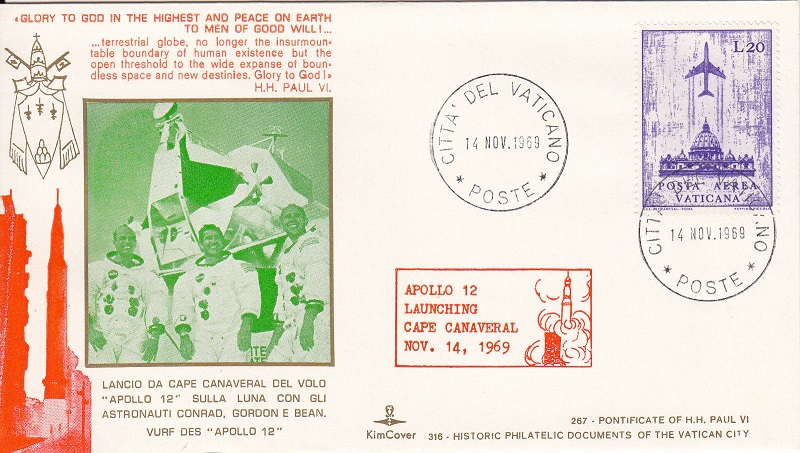 «GLORY TO GOD IN THE HIGHEST AND PEACE ON EARTH
TO MEN OF GOOD WILL!...
...terrestrial globe, no longer the insurmoun-
table boundary of human existence but the
open threshold to the wide expanse of boun-
dless space and new destinies. Glory to God!»
H.H. PAUL VI.
CITTA' DEL VATICANO
14 NOV. 1969
* POSTE *
L.20
POSTA AEREA
VATICANA
CITTA' DEL VATICANO
14 NOV. 1969
* POSTE *
APOLLO 12
LAUNCHING
CAPE CANAVERAL
NOV. 14, 1969
LANCIO DA CAPE CANAVERAL DEL VOLO
"APOLLO 12" SULLA LUNA CON GLI
ASTRONAUTI CONRAD, GORDON E BEAN.
VURF DES "APOLLO 12"
KimCover
267 - PONTIFICATE OF H.H. PAUL VI
316 - HISTORIC PHILATELIC DOCUMENTS OF THE VATICAN CITY